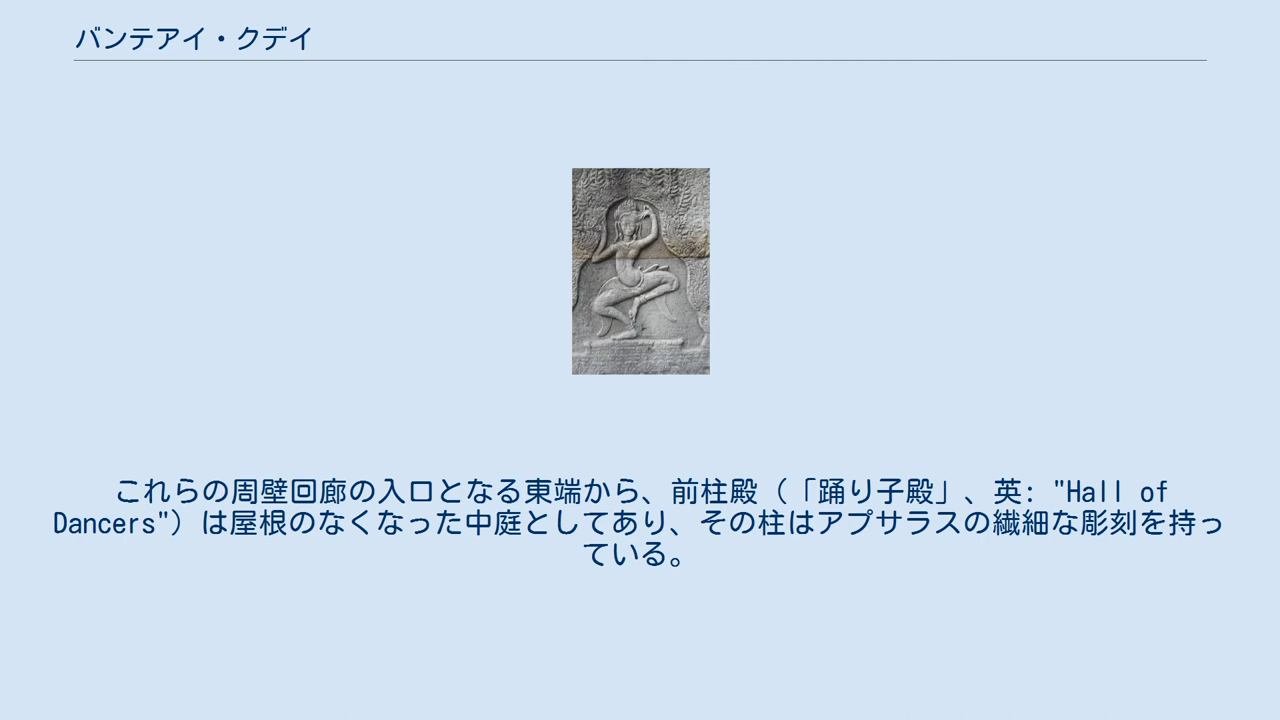 バンテアイ・クデイ
これらの周壁回廊の入口となる東端から、前柱殿（「踊り子殿」、英: "Hall of
Dancers"）は屋根のなくなった中庭としてあり、その柱はアプサラスの繊細な彫刻を持っ
ている。